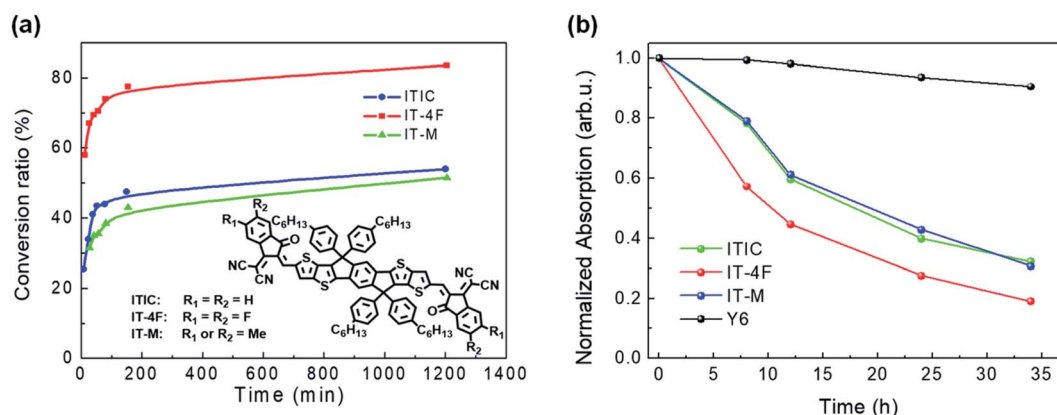 (a)
Conversion ratio (%)
80
60
40
20
0
0 200 400 600 800 1000 1200 1400
Time (min)
ITIC
IT-4F
IT-M
R₂
R₁
C₆H₁₃
C₆H₁₃
O
NC
CN
S
S
S
S
CN
CN
O
R₁
R₂
C₆H₁₃
C₆H₁₃
ITIC: R₁ = R₂ = H
IT-4F: R₁ = R₂ = F
IT-M: R₁ or R₂ = Me
(b)
Normalized Absorption (arb.u.)
1.0
0.8
0.6
0.4
0.2
0.0
0 5 10 15 20 25 30 35
Time (h)
ITIC
IT-4F
IT-M
Y6